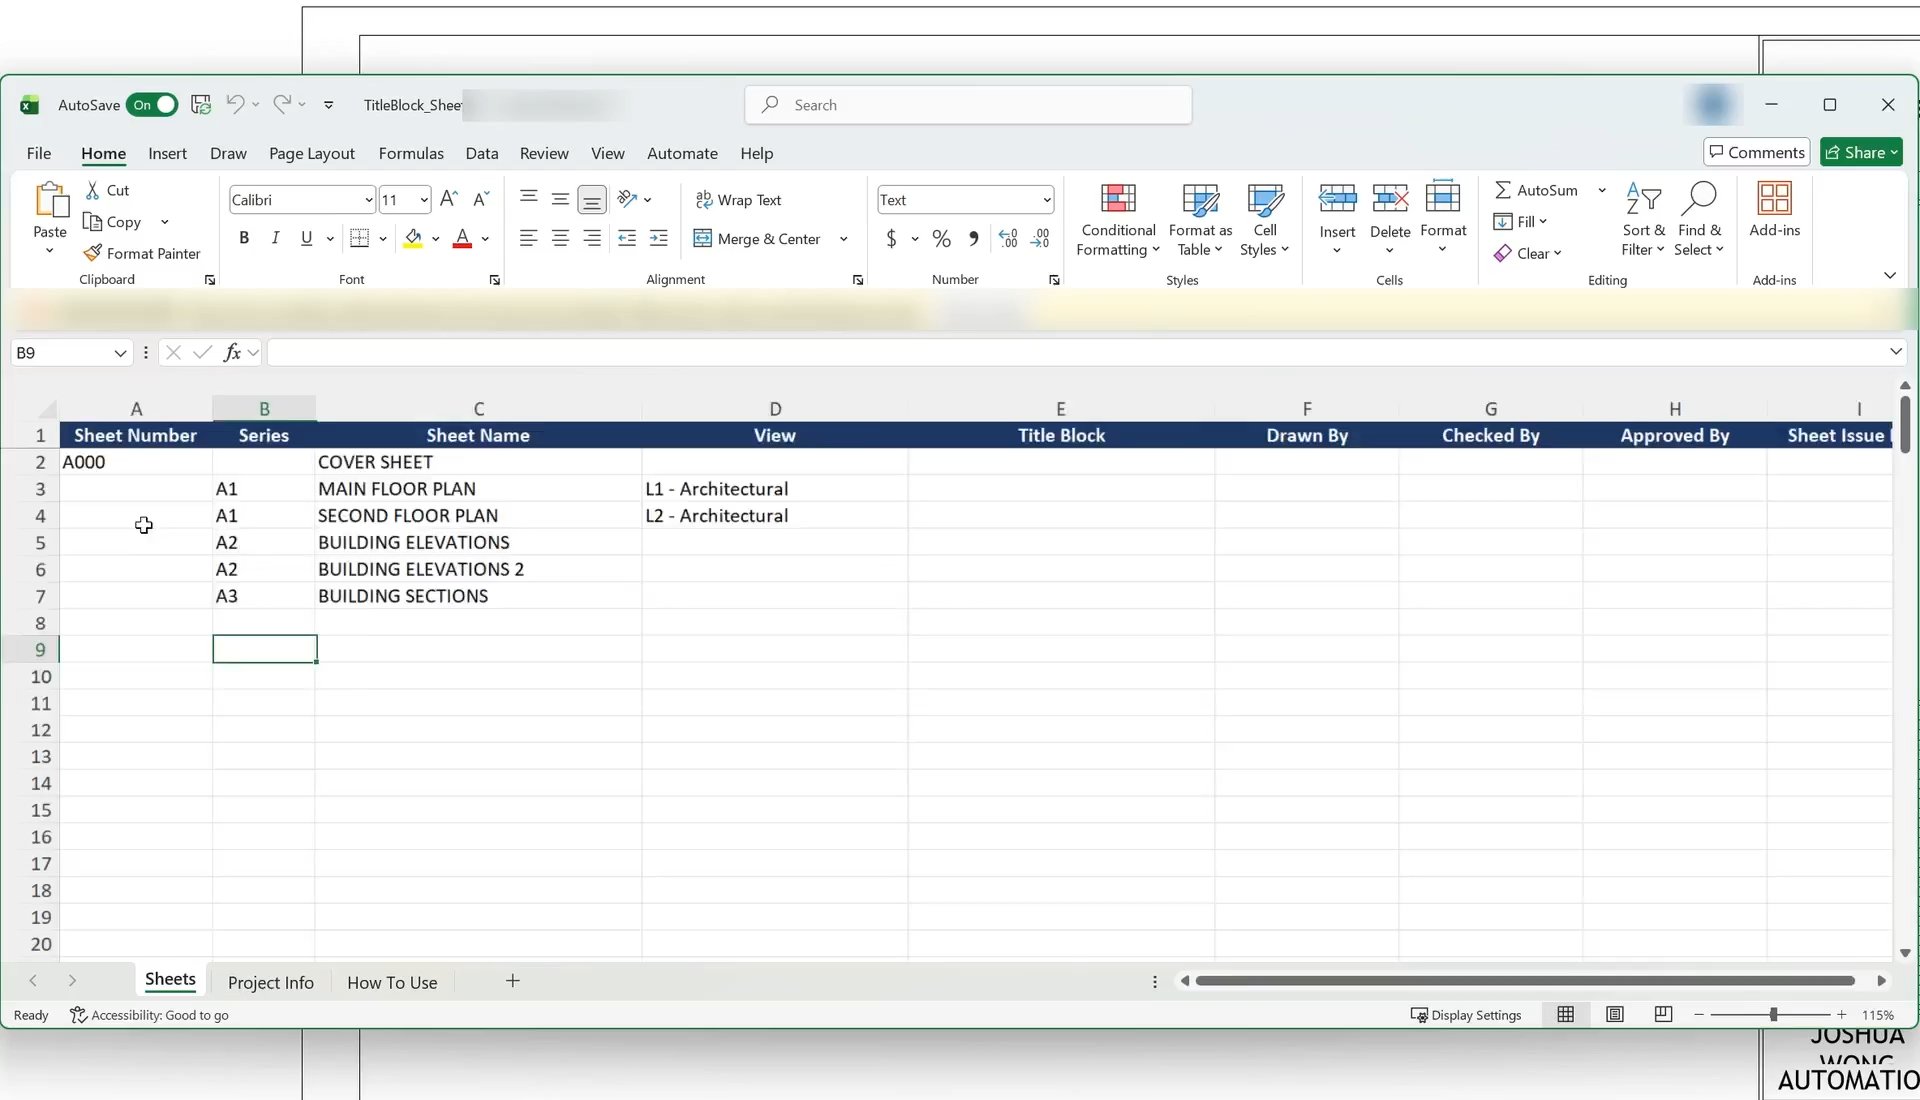 AutoSave On TitleBlock_Shee Search
File Home Insert Draw Page Layout Formulas Data Review View Automate Help Comments Share
Paste Cut Copy Format Painter Clipboard
Calibri 11 A^ Aˇ B I U A Font
ab Wrap Text Merge & Center Alignment
Text $ % , .00 Number
Conditional Formatting Format as Table Cell Styles Styles
Insert Delete Format Cells
AutoSum Fill Clear Sort & Filter Find & Select Editing
Add-ins Add-ins
B9 fx
A B C D E F G H I
1 Sheet Number Series Sheet Name View Title Block Drawn By Checked By Approved By Sheet Issue
2 A000 COVER SHEET
3 A1 MAIN FLOOR PLAN L1 - Architectural
4 A1 SECOND FLOOR PLAN L2 - Architectural
5 A2 BUILDING ELEVATIONS
6 A2 BUILDING ELEVATIONS 2
7 A3 BUILDING SECTIONS
8
9
10
11
12
13
14
15
16
17
18
19
20
Sheets Project Info How To Use +
Ready Accessibility: Good to go Display Settings 115%
JOSHUA
WONG
AUTOMATIO